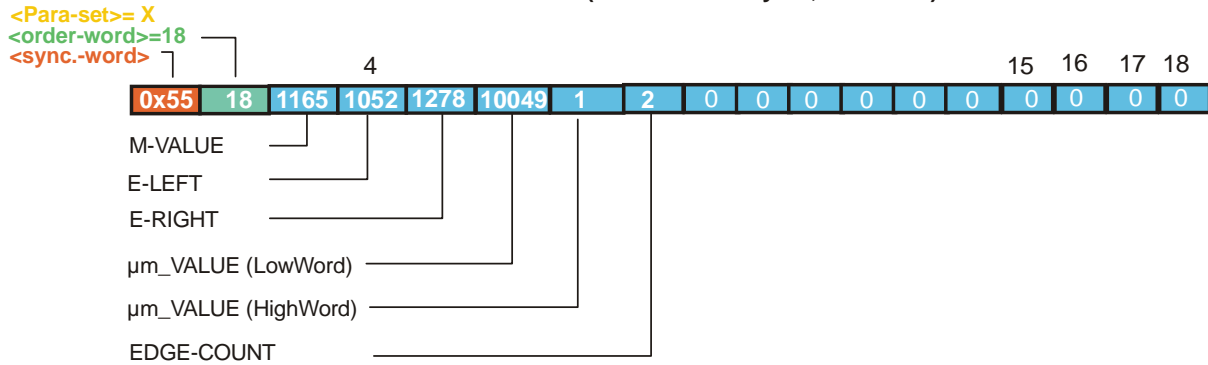 <Para-set>= X
<order-word>=18
<sync.-word>
4 15 16 17 18
0x55 18 1165 1052 1278 10049 1 2 0 0 0 0 0 0 0 0 0 0
M-VALUE
E-LEFT
E-RIGHT
µm_VALUE (LowWord)
µm_VALUE (HighWord)
EDGE-COUNT